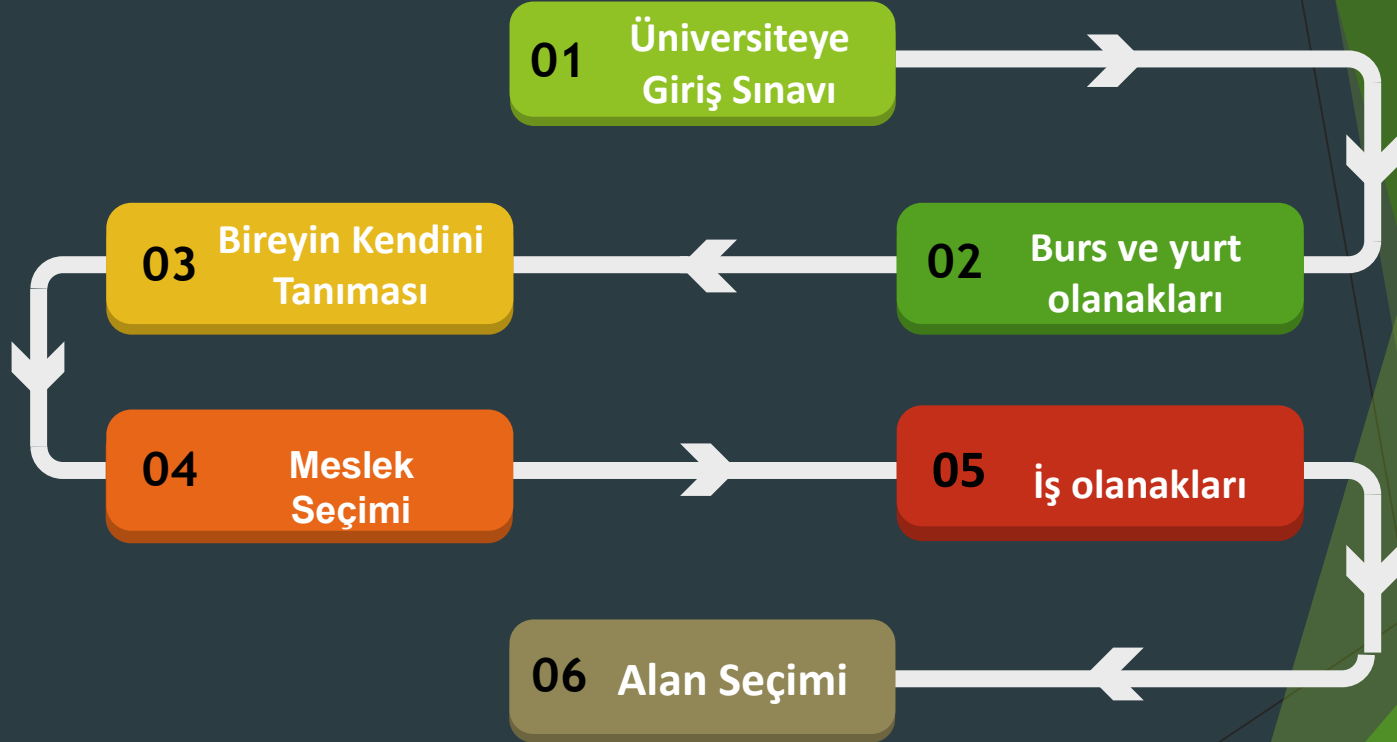 01
Üniversiteye
Giriş Sınavı
02
Burs ve yurt
olanakları
03
Bireyin Kendini
Tanıması
04
Meslek
Seçimi
05
İş olanakları
06
Alan Seçimi